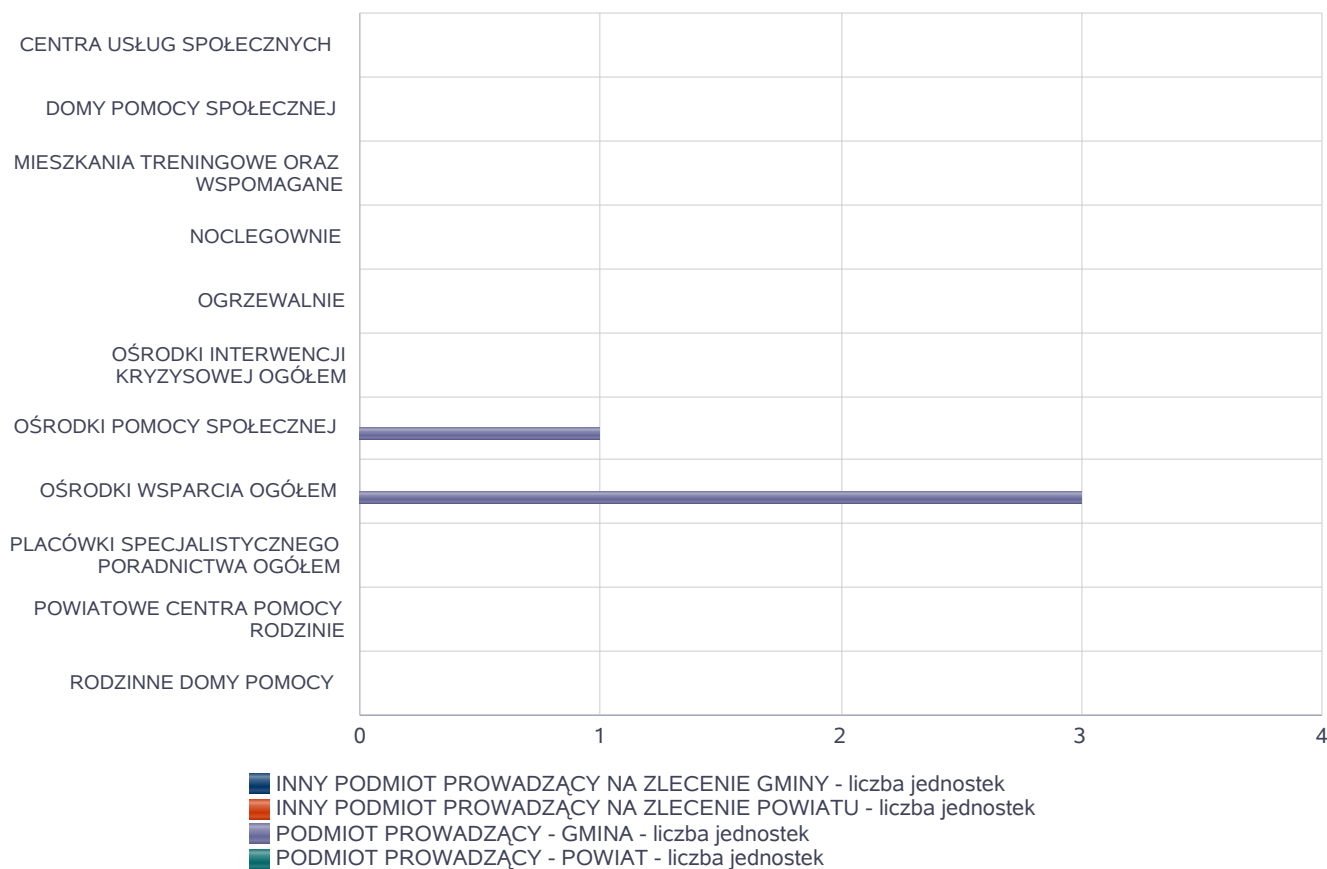 CENTRA USŁUG SPOŁECZNYCH
DOMY POMOCY SPOŁECZNEJ
MIESZKANIA TRENINGOWE ORAZ
WSPOMAGANE
NOCLEGOWNIE
OGRZEWALNIE
OŚRODKI INTERWENCJI
KRYZYSOWEJ OGÓŁEM
OŚRODKI POMOCY SPOŁECZNEJ
OŚRODKI WSPARCIA OGÓŁEM
PLACÓWKI SPECJALISTYCZNEGO
PORADNICTWA OGÓŁEM
POWIATOWE CENTRA POMOCY
RODZINIE
RODZINNE DOMY POMOCY
0 1 2 3 4
INNY PODMIOT PROWADZĄCY NA ZLECENIE GMINY - liczba jednostek
INNY PODMIOT PROWADZĄCY NA ZLECENIE POWIATU - liczba jednostek
PODMIOT PROWADZĄCY - GMINA - liczba jednostek
PODMIOT PROWADZĄCY - POWIAT - liczba jednostek